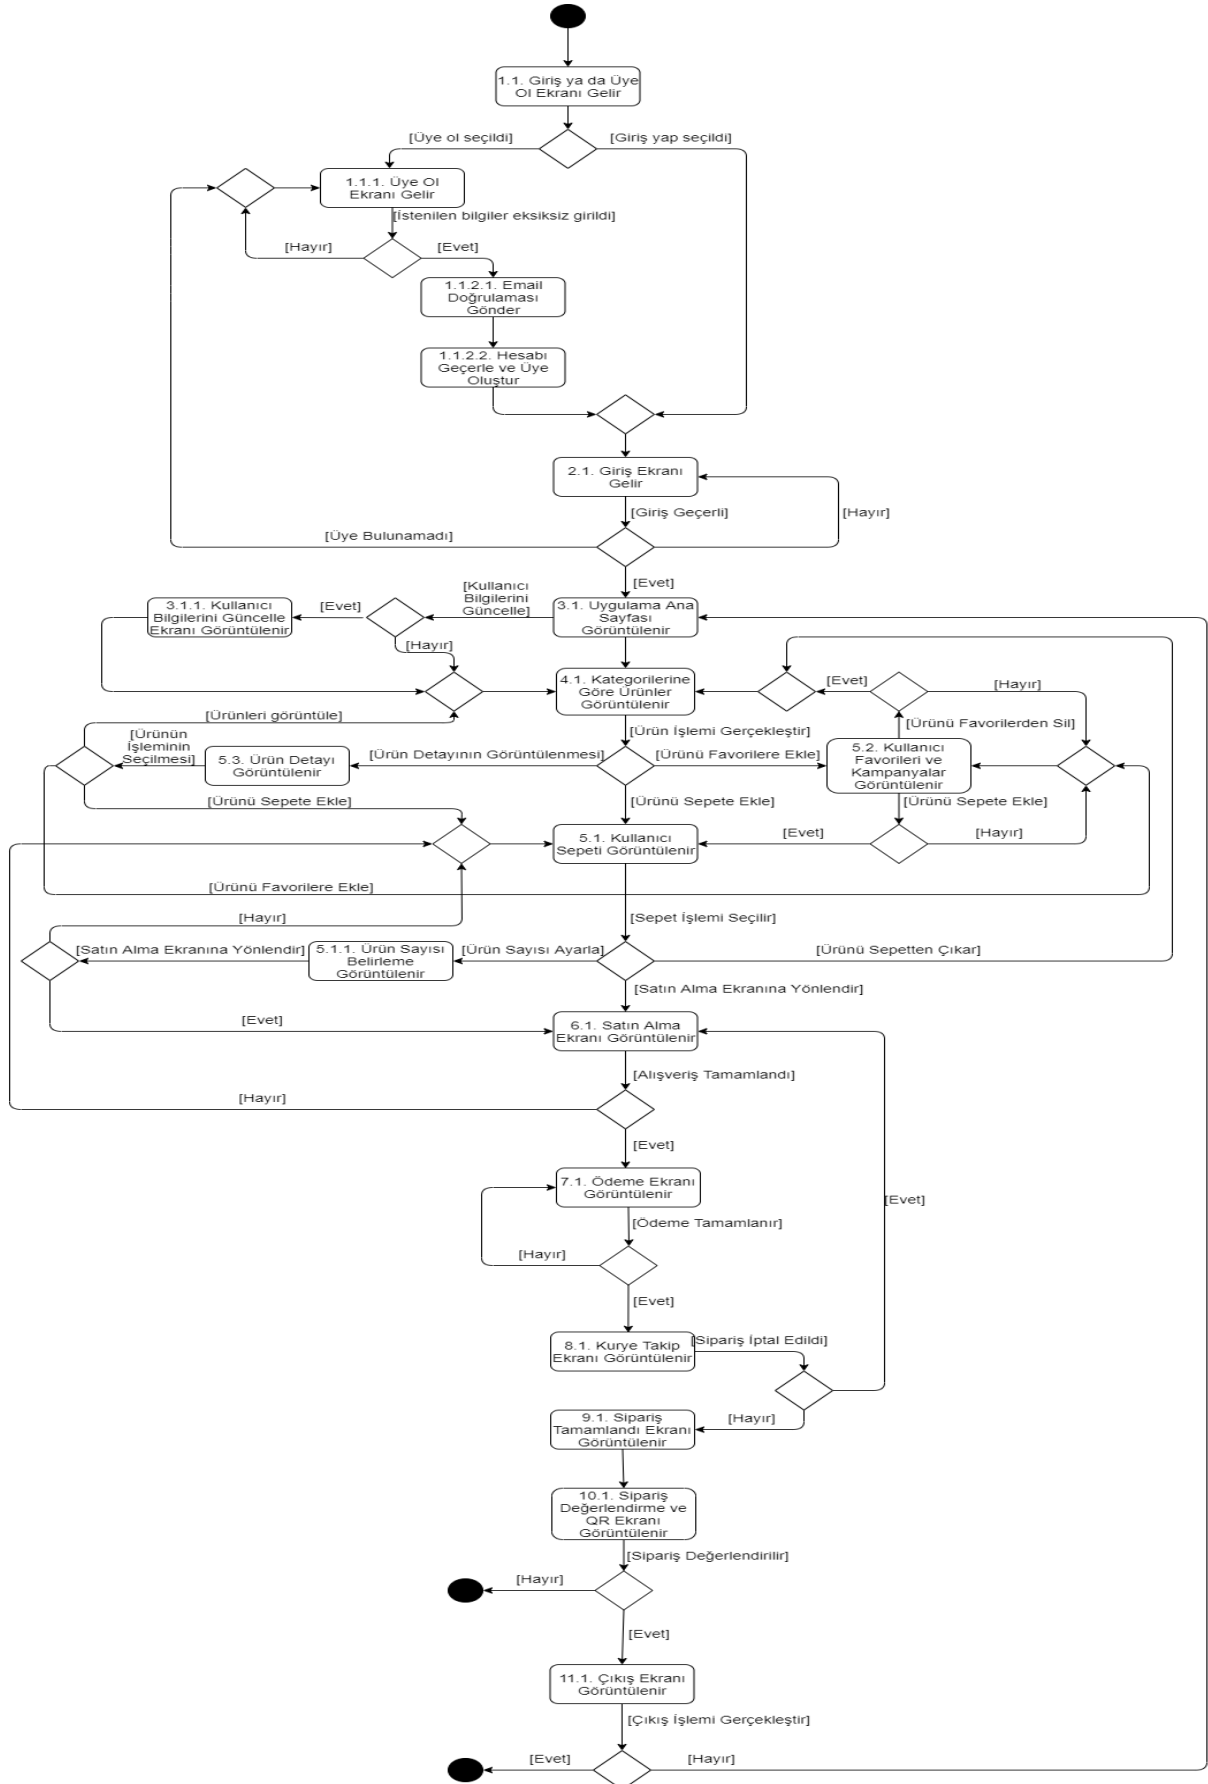 1.1. Giriş ya da Üye
Ol Ekranı Gelir
[Üye ol seçildi]
[Giriş yap seçildi]
1.1.1. Üye Ol
Ekranı Gelir
[İstenilen bilgiler eksiksiz girildi]
[Hayır]
[Evet]
1.1.2.1. Email
Doğrulaması
Gönder
1.1.2.2. Hesabı
Geçerle ve Üye
Oluştur
2.1. Giriş Ekranı
Gelir
[Giriş Geçerli]
[Hayır]
[Üye Bulunamadı]
[Evet]
[Kullanıcı
Bilgilerini
Güncelle]
3.1.1. Kullanıcı
Bilgilerini Güncelle
Ekranı Görüntülenir
[Evet]
3.1. Uygulama Ana
Sayfası
Görüntülenir
[Hayır]
4.1. Kategorilerine
Göre Ürünler
Görüntülenir
[Evet]
[Hayır]
[Ürünleri görüntüle]
[Ürün İşlemi Gerçekleştir]
[Ürünü Favorilerden Sil]
[Ürünün
İşleminin
Seçilmesi]
5.3. Ürün Detayı
Görüntülenir
[Ürün Detayının Görüntülenmesi]
[Ürünü Favorilere Ekle]
5.2. Kullanıcı
Favorileri ve
Kampanyalar
Görüntülenir
[Ürünü Sepete Ekle]
[Ürünü Sepete Ekle]
[Ürünü Sepete Ekle]
5.1. Kullanıcı
Sepeti Görüntülenir
[Evet]
[Hayır]
[Ürünü Favorilere Ekle]
[Hayır]
[Sepet İşlemi Seçilir]
[Satın Alma Ekranına Yönlendir]
5.1.1. Ürün Sayısı
Belirleme
Görüntülenir
[Ürün Sayısı Ayarla]
[Ürünü Sepetten Çıkar]
[Satın Alma Ekranına Yönlendir]
[Evet]
6.1. Satın Alma
Ekranı Görüntülenir
[Alışveriş Tamamlandı]
[Hayır]
[Evet]
7.1. Ödeme Ekranı
Görüntülenir
[Evet]
[Ödeme Tamamlanır]
[Hayır]
[Evet]
8.1. Kurye Takip
Ekranı Görüntülenir
[Sipariş İptal Edildi]
[Hayır]
9.1. Sipariş
Tamamlandı Ekranı
Görüntülenir
10.1. Sipariş
Değerlendirme ve
QR Ekranı
Görüntülenir
[Sipariş Değerlendirilir]
[Hayır]
[Evet]
11.1. Çıkış Ekranı
Görüntülenir
[Çıkış İşlemi Gerçekleştir]
[Evet]
[Hayır]